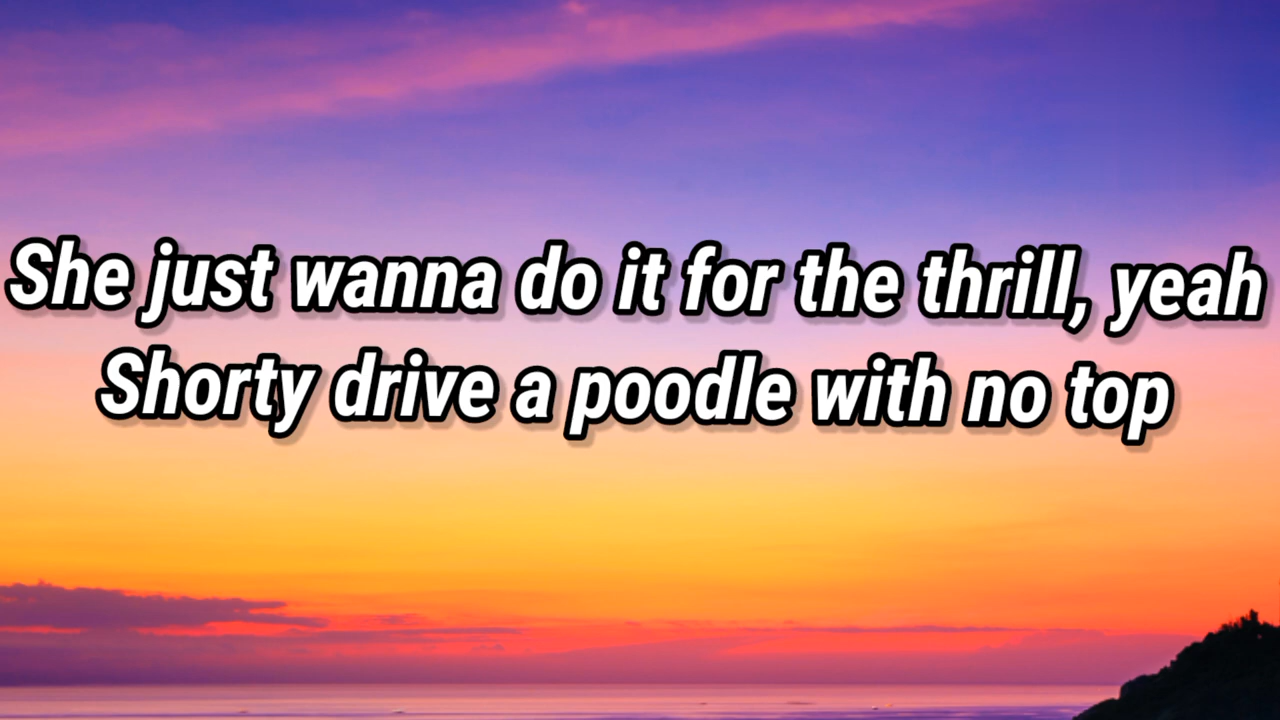 She just wanna do it for the thrill, yeah
Shorty drive a poodle with no top